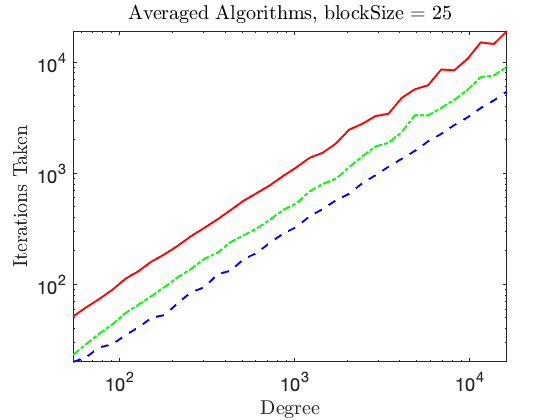 Averaged Algorithms, blockSize = 25
Iterations Taken
10^4
10^3
10^2
10^2 10^3 10^4
Degree